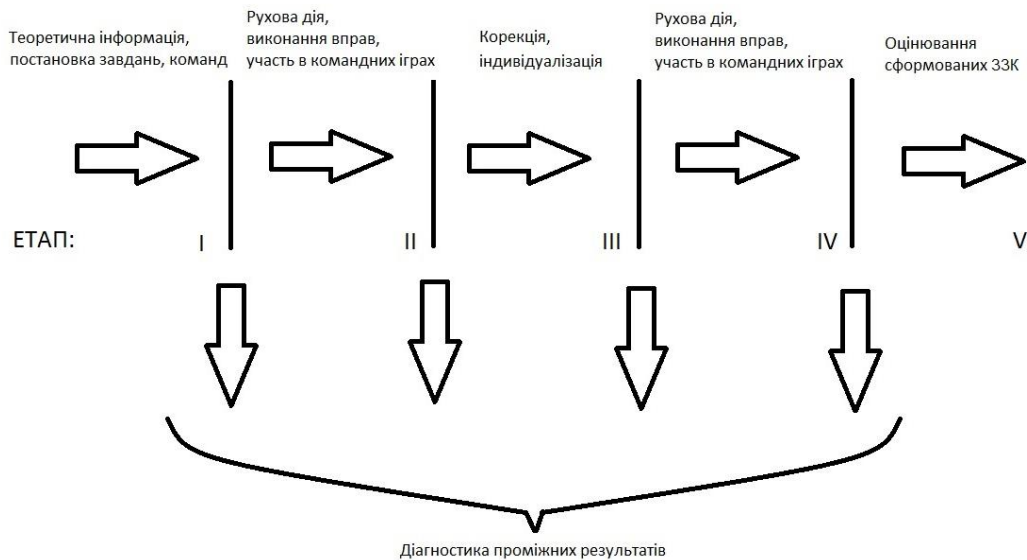 Теоретична інформація,
постановка завдань, команд
Рухова дія,
виконання вправ,
участь в командних іграх
Корекція,
індивідуалізація
Рухова дія,
виконання вправ,
участь в командних іграх
Оцінювання
сформованих ЗЗК
ЕТАП:
I
II
III
IV
V
Діагностика проміжних результатів